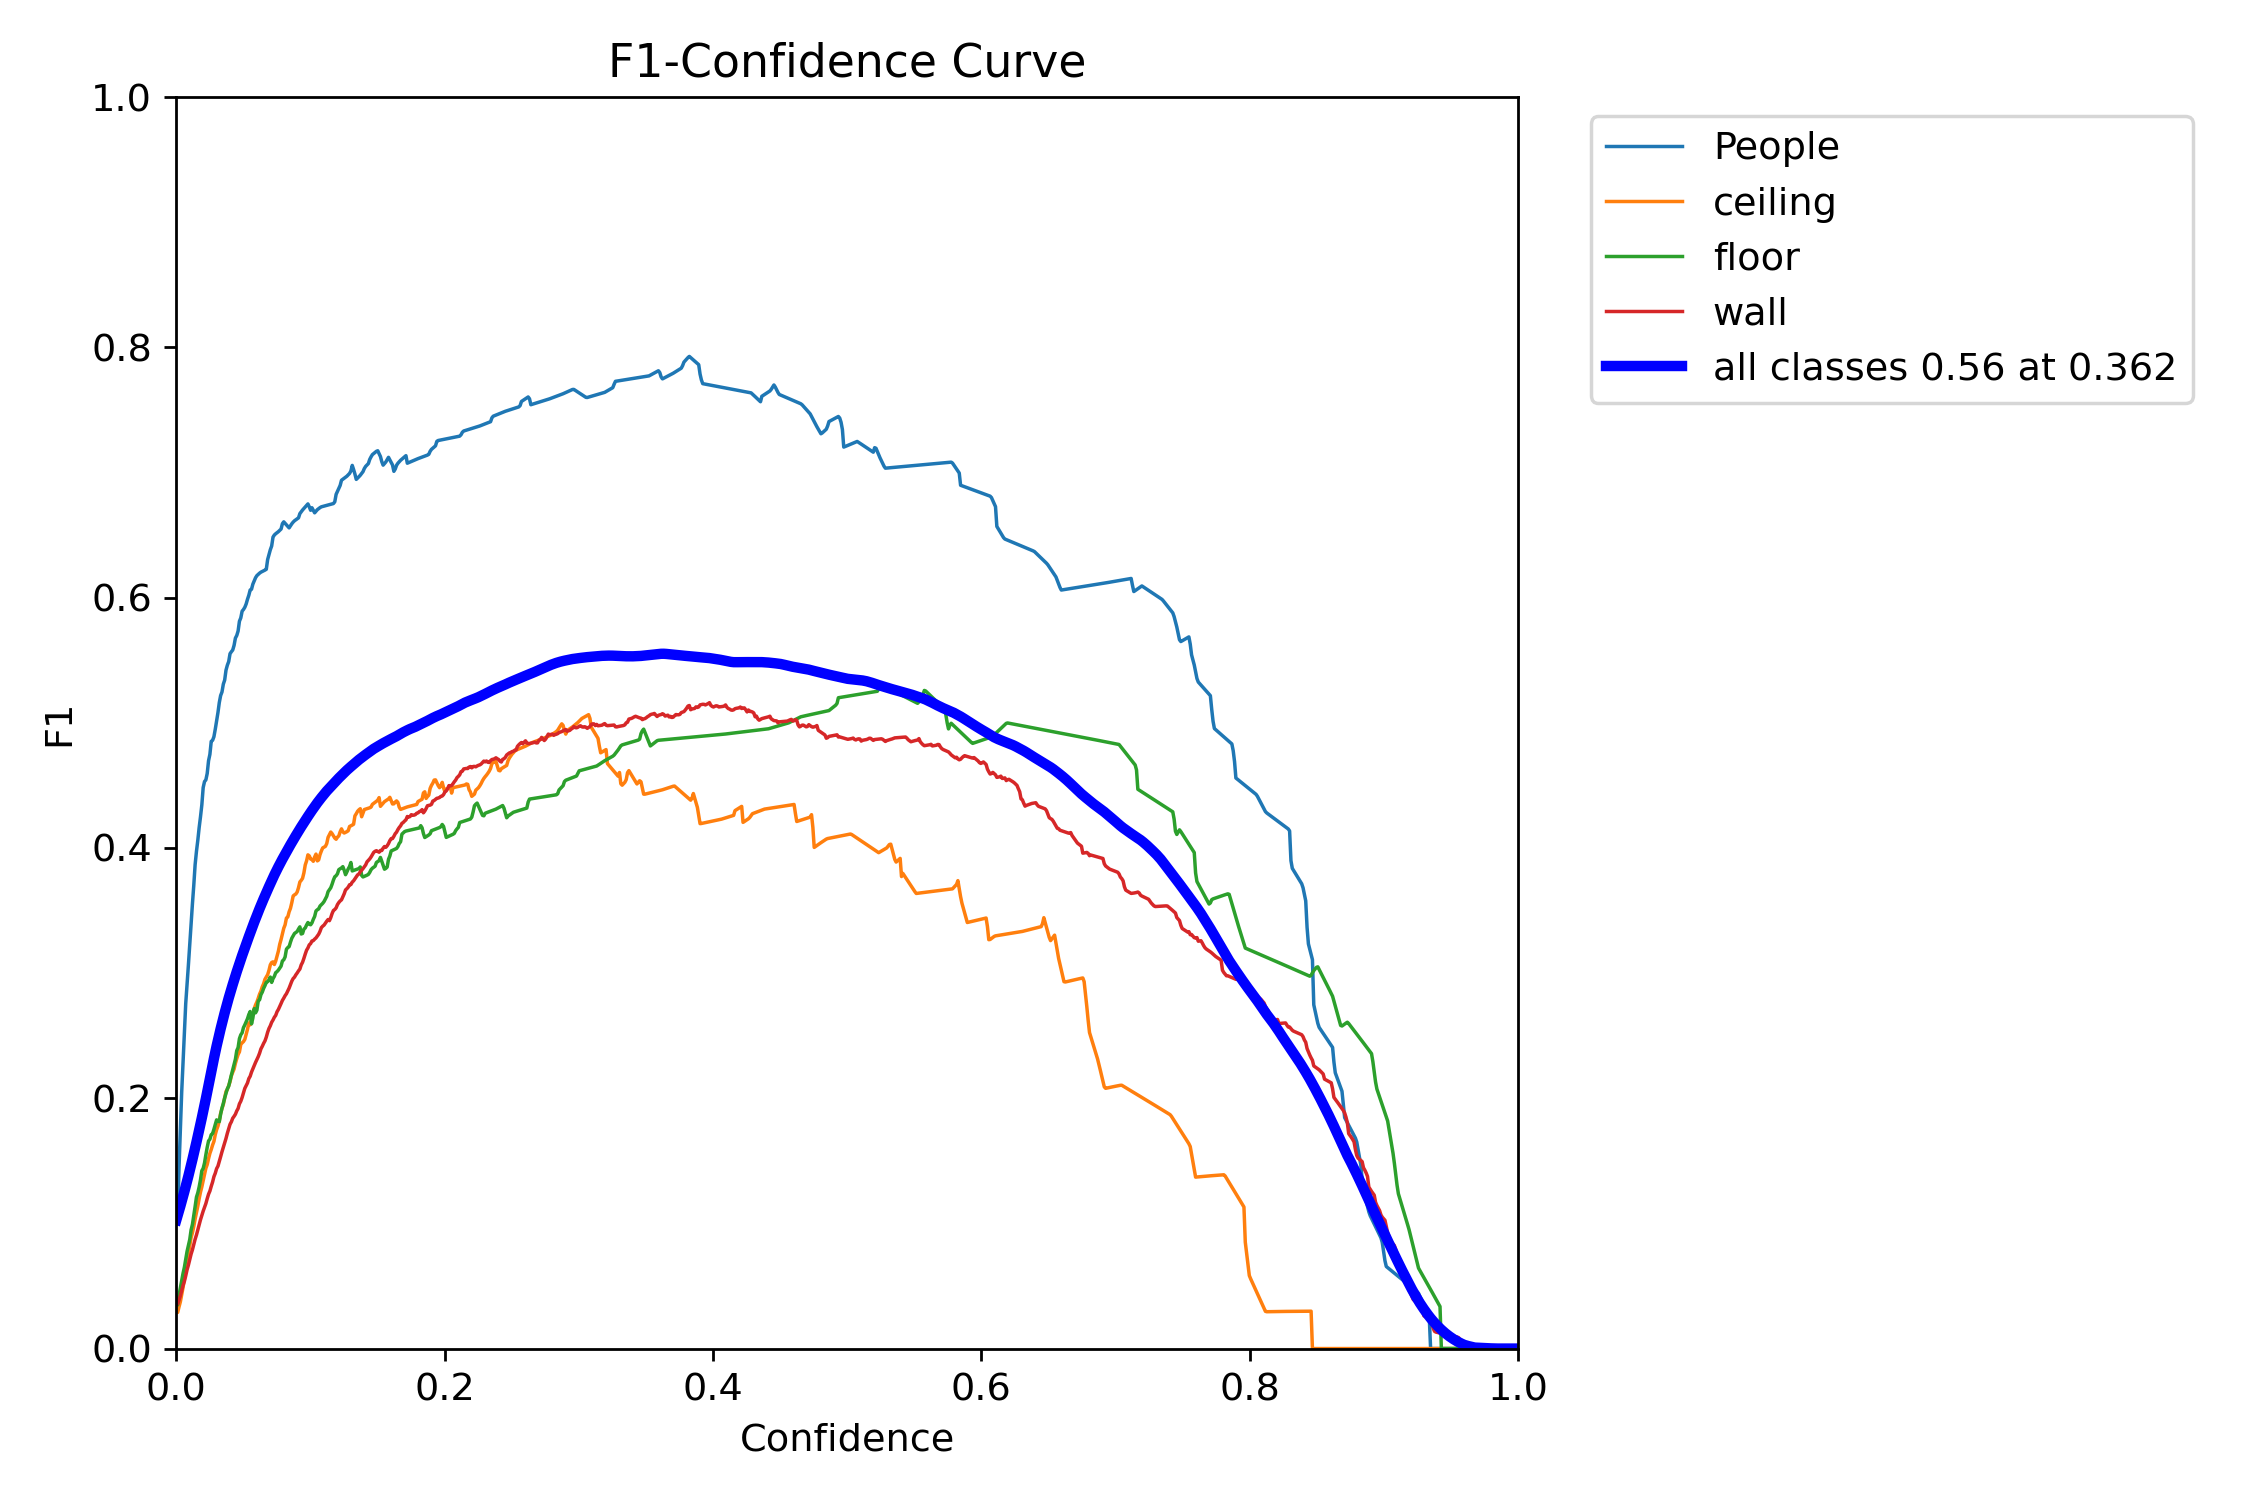 F1-Confidence Curve
1.0
0.8
0.6
0.4
0.2
0.0
F1
0.0 0.2 0.4 0.6 0.8 1.0
Confidence
People
ceiling
floor
wall
all classes 0.56 at 0.362